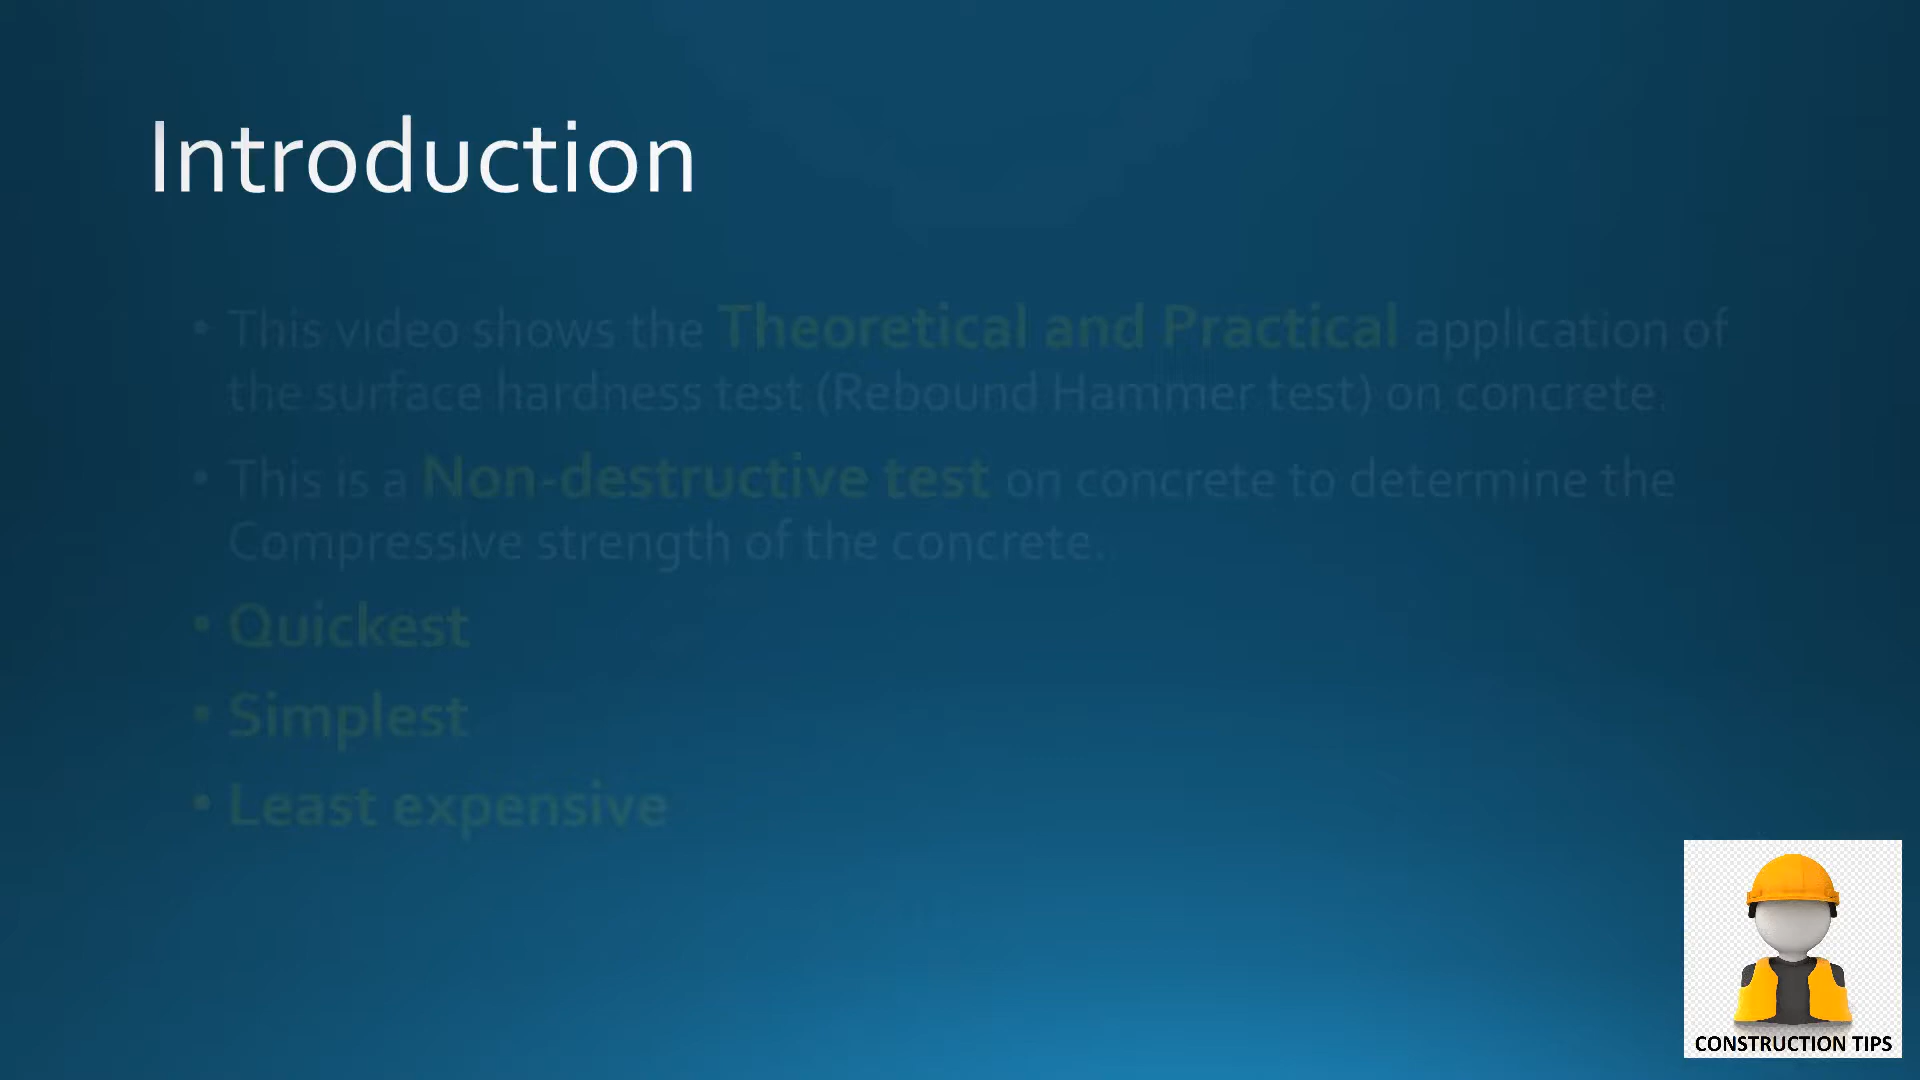 Introduction
• This video shows the Theoretical and Practical application of
the surface hardness test (Rebound Hammer test) on concrete.
• This is a Non-destructive test on concrete to determine the
Compressive strength of the concrete.
• Quickest
• Simplest
• Least expensive
CONSTRUCTION TIPS